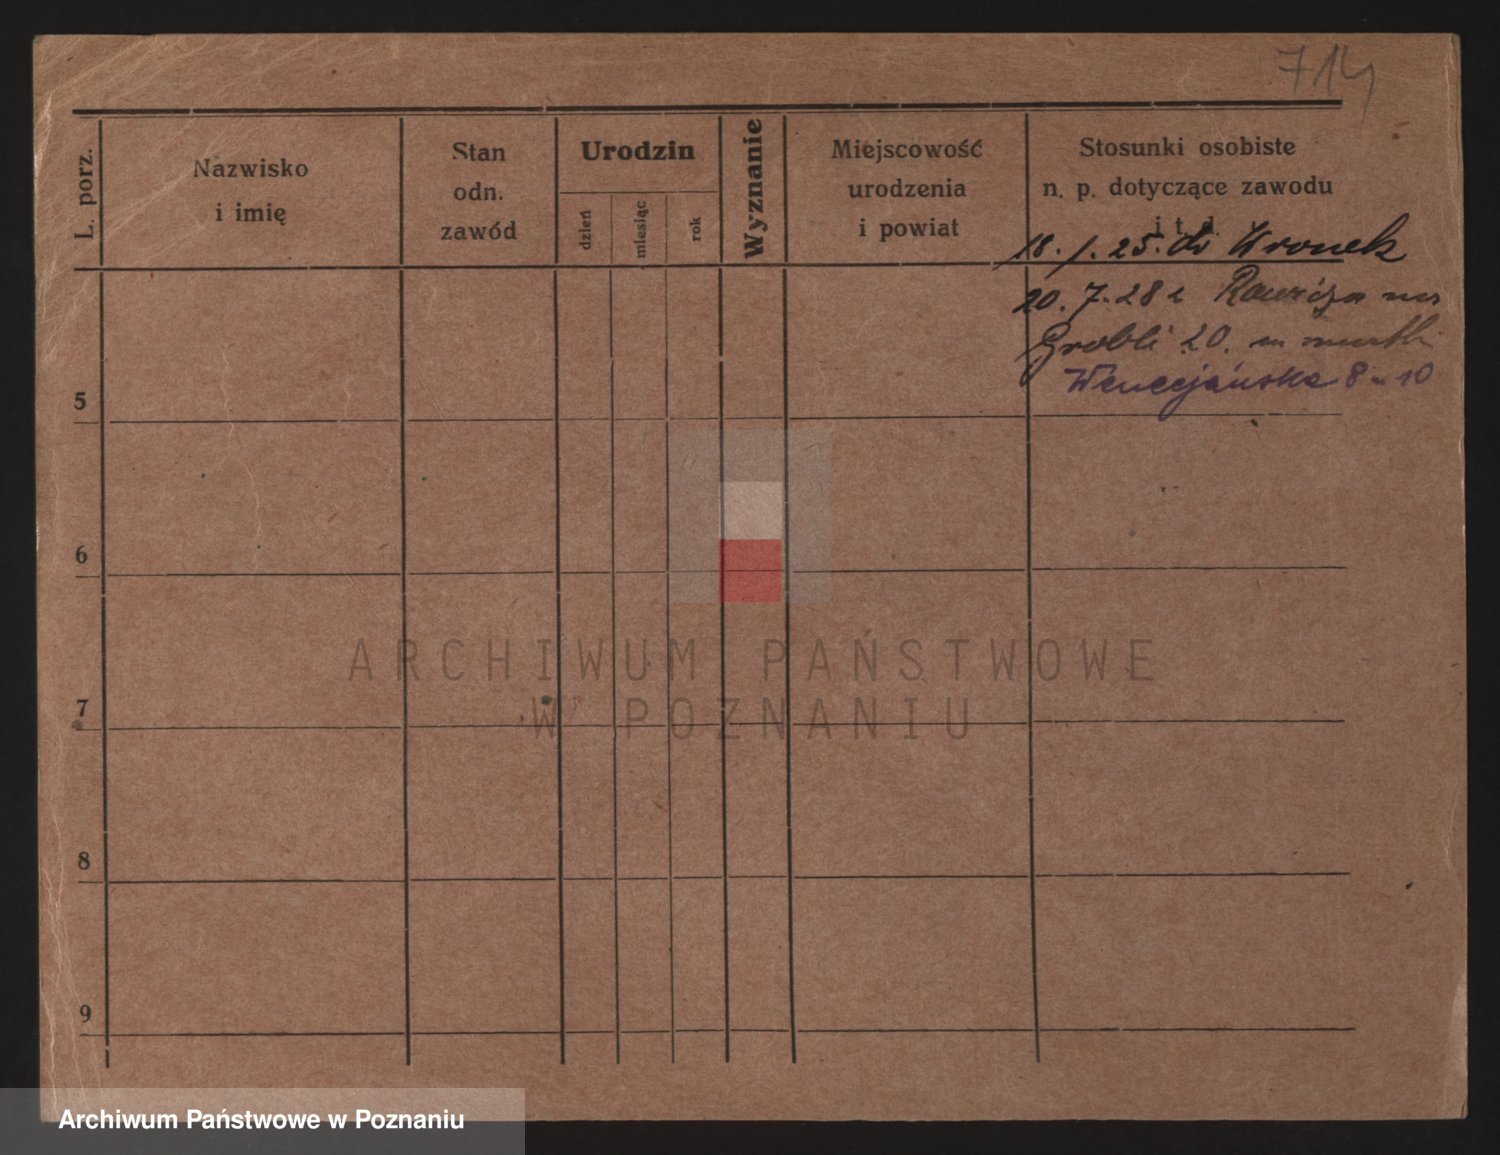 714
L. porz.
Nazwisko
i imię
Stan
odn.
zawód
Urodzin
dzień
miesiąc
rok
Wyznanie
Miejscowość
urodzenia
i powiat
Stosunki osobiste
n. p. dotyczące zawodu
i t. d.
18. 1. 25. do Wronek
20. 7. 28 z Rawicza na
Grobli 20. m
Wenecjańska 8 - 10
5
6
7
8
9
ARCHIWUM PAŃSTWOWE
W POZNANIU
Archiwum Państwowe w Poznaniu